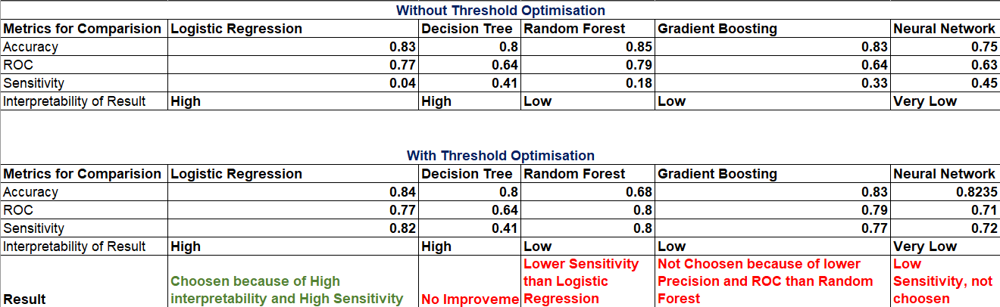 Without Threshold Optimisation
Metrics for Comparision Logistic Regression Decision Tree Random Forest Gradient Boosting Neural Network
Accuracy 0.83 0.8 0.85 0.83 0.75
ROC 0.77 0.64 0.79 0.64 0.63
Sensitivity 0.04 0.41 0.18 0.33 0.45
Interpretability of Result High High Low Low Very Low
With Threshold Optimisation
Metrics for Comparision Logistic Regression Decision Tree Random Forest Gradient Boosting Neural Network
Accuracy 0.84 0.8 0.68 0.83 0.8235
ROC 0.77 0.64 0.8 0.79 0.71
Sensitivity 0.82 0.41 0.8 0.77 0.72
Interpretability of Result High High Low Low Very Low
Result
Choosen because of High
interpretability and High Sensitivity
No Improveme
Lower Sensitivity
than Logistic
Regression
Not Choosen because of lower
Precision and ROC than Random
Forest
Low
Sensitivity, not
choosen